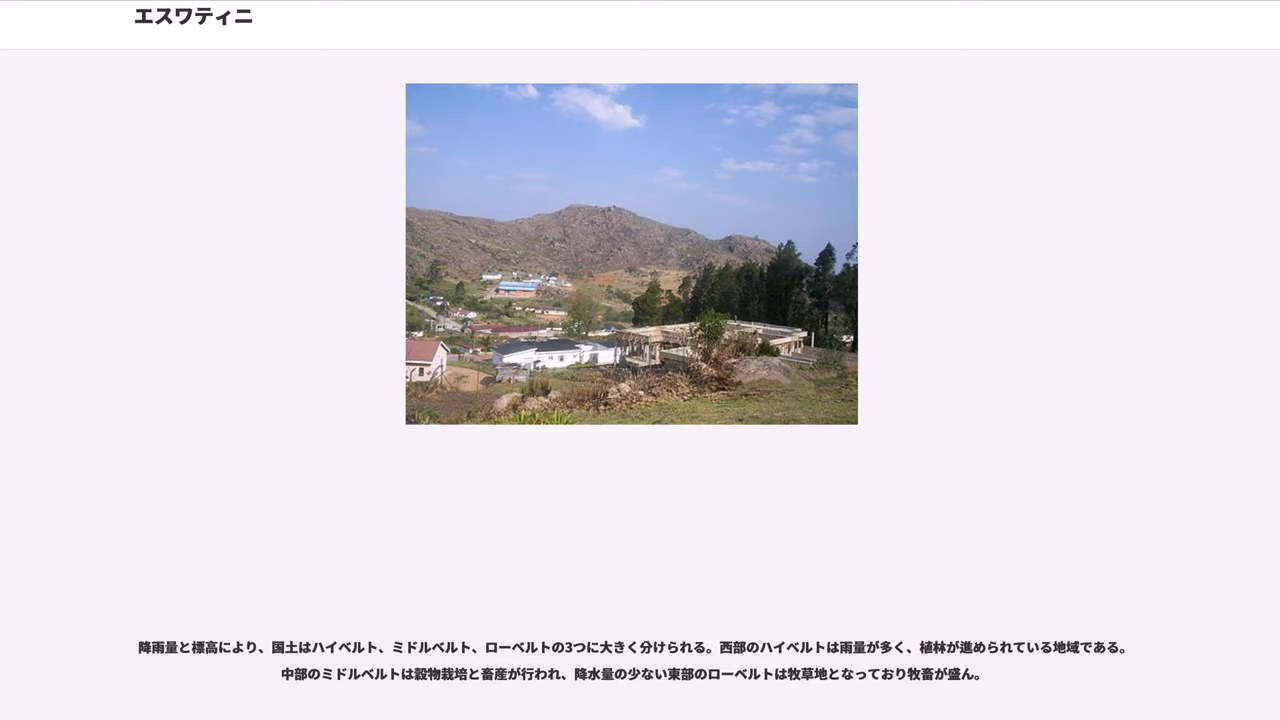 エスワティニ
降雨量と標高により、国土はハイベルト、ミドルベルト、ローベルトの3つに大きく分けられる。西部のハイベルトは雨量が多く、植林が進められている地域である。
中部のミドルベルトは穀物栽培と畜産が行われ、降水量の少ない東部のローベルトは牧草地となっており牧畜が盛ん。